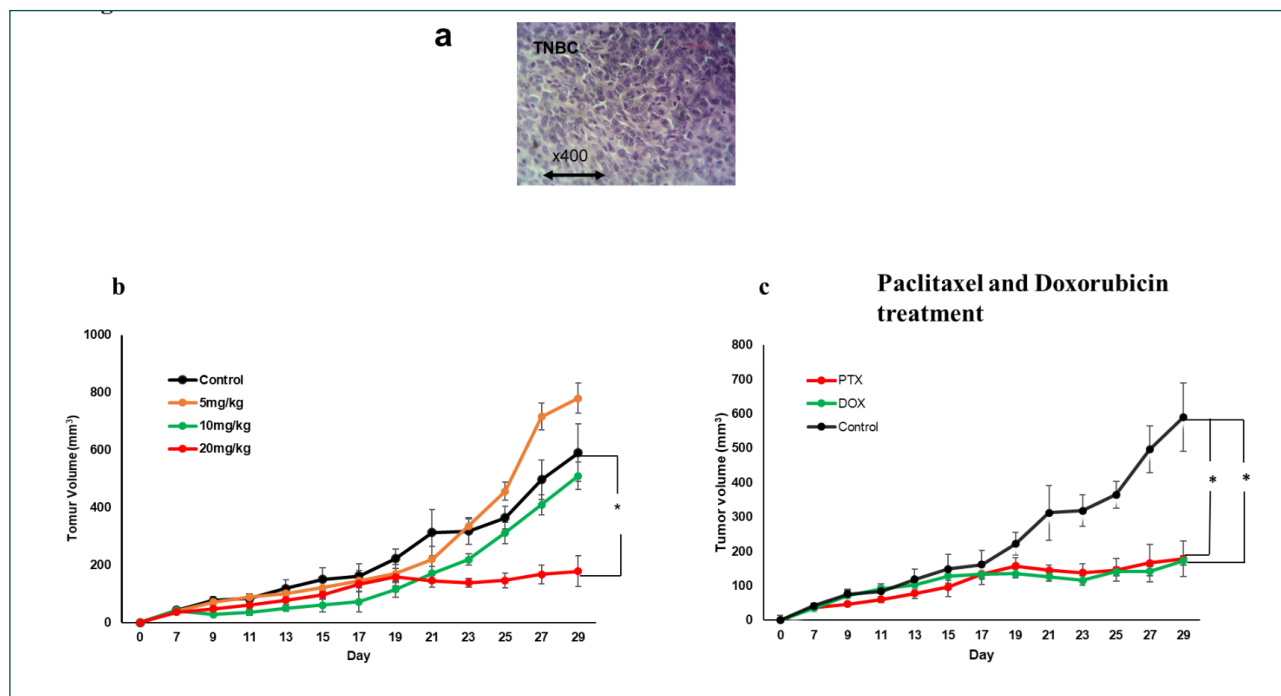 a
TNBC
x400
b
1000
800
600
400
200
0
Tomur Volume (mm³)
Control
5mg/kg
10mg/kg
20mg/kg
*
0 7 9 11 13 15 17 19 21 23 25 27 29
Day
c
Paclitaxel and Doxorubicin
treatment
800
700
600
500
400
300
200
100
0
Tumor volume (mm³)
PTX
DOX
Control
* *
0 7 9 11 13 15 17 19 21 23 25 27 29
Day